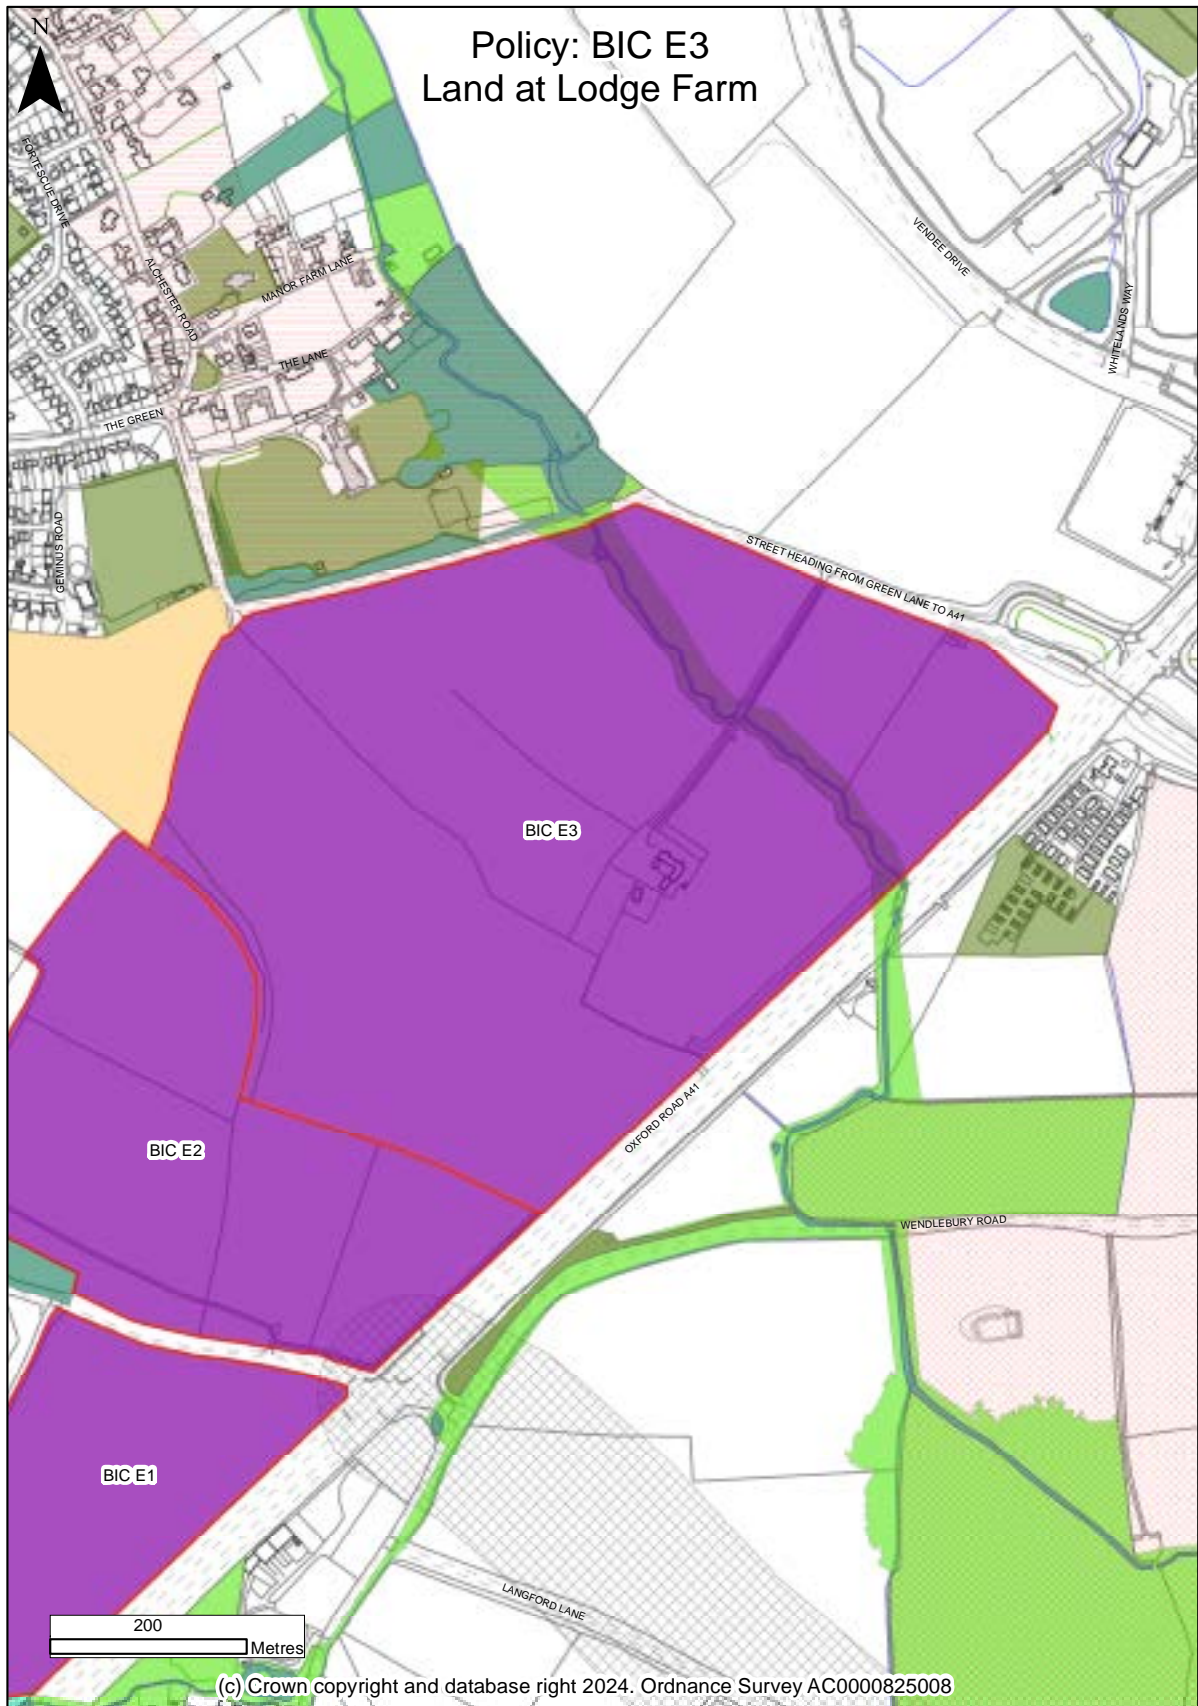 N
Policy: BIC E3
Land at Lodge Farm
FORTESCUE DRIVE
ALCHESTER ROAD
MANOR FARM LANE
THE LANE
THE GREEN
GEMINUS ROAD
VENDEE DRIVE
WHITELANDS WAY
STREET HEADING FROM GREEN LANE TO A41
BIC E3
OXFORD ROAD A41
BIC E2
WENDLEBURY ROAD
BIC E1
LANGFORD LANE
200
Metres
(c) Crown copyright and database right 2024. Ordnance Survey AC0000825008